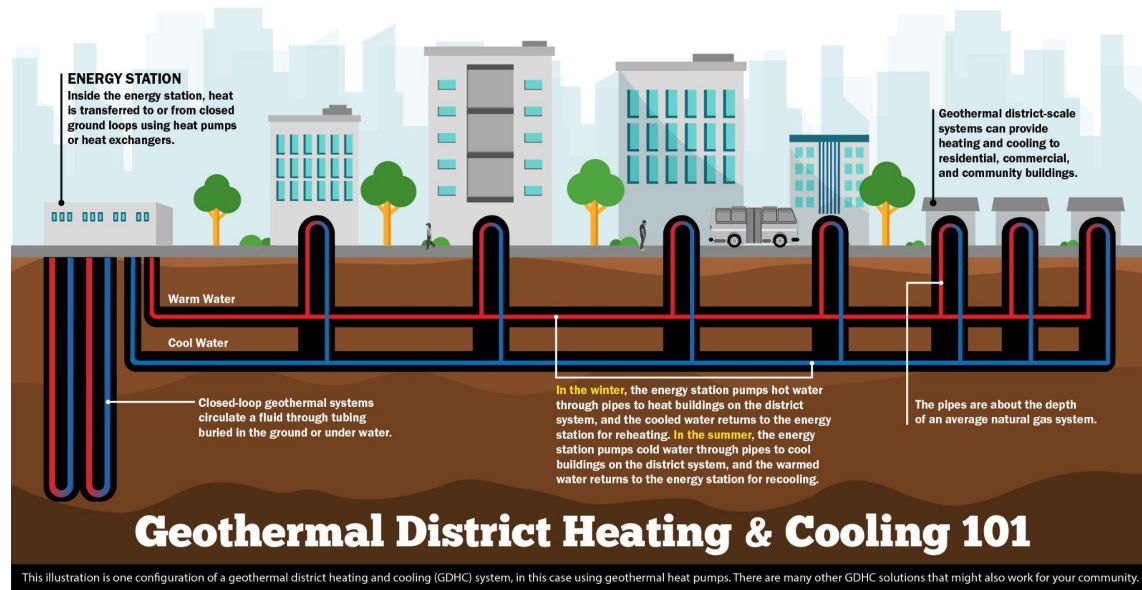 ENERGY STATION
Inside the energy station, heat
is transferred to or from closed
ground loops using heat pumps
or heat exchangers.
Geothermal district-scale
systems can provide
heating and cooling to
residential, commercial,
and community buildings.
Warm Water
Cool Water
Closed-loop geothermal systems
circulate a fluid through tubing
buried in the ground or under water.
In the winter, the energy station pumps hot water
through pipes to heat buildings on the district
system, and the cooled water returns to the energy
station for reheating. In the summer, the energy
station pumps cold water through pipes to cool
buildings on the district system, and the warmed
water returns to the energy station for recooling.
The pipes are about the depth
of an average natural gas system.
Geothermal District Heating & Cooling 101
This illustration is one configuration of a geothermal district heating and cooling (GDHC) system, in this case using geothermal heat pumps. There are many other GDHC solutions that might also work for your community.